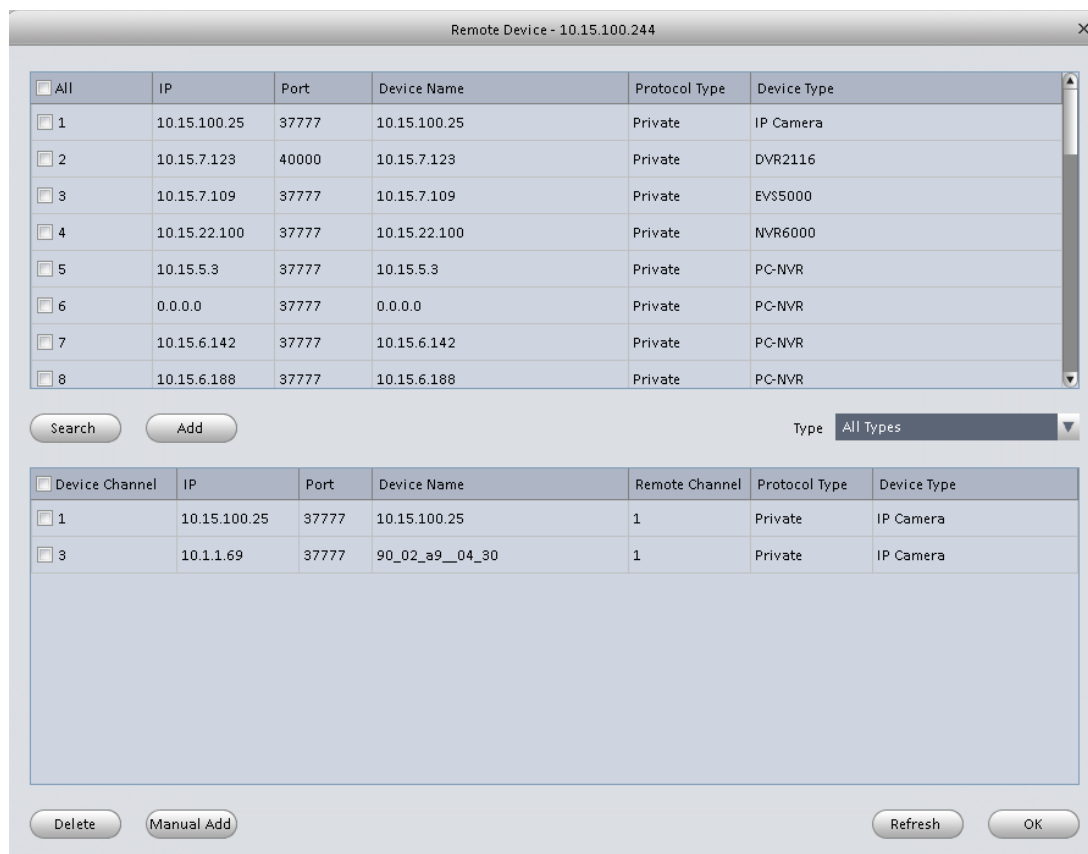 Remote Device - 10.15.100.244
All IP Port Device Name Protocol Type Device Type
1 10.15.100.25 37777 10.15.100.25 Private IP Camera
2 10.15.7.123 40000 10.15.7.123 Private DVR2116
3 10.15.7.109 37777 10.15.7.109 Private EVS5000
4 10.15.22.100 37777 10.15.22.100 Private NVR6000
5 10.15.5.3 37777 10.15.5.3 Private PC-NVR
6 0.0.0.0 37777 0.0.0.0 Private PC-NVR
7 10.15.6.142 37777 10.15.6.142 Private PC-NVR
8 10.15.6.188 37777 10.15.6.188 Private PC-NVR
Search Add Type All Types
Device Channel IP Port Device Name Remote Channel Protocol Type Device Type
1 10.15.100.25 37777 10.15.100.25 1 Private IP Camera
3 10.1.1.69 37777 90_02_a9__04_30 1 Private IP Camera
Delete Manual Add Refresh OK